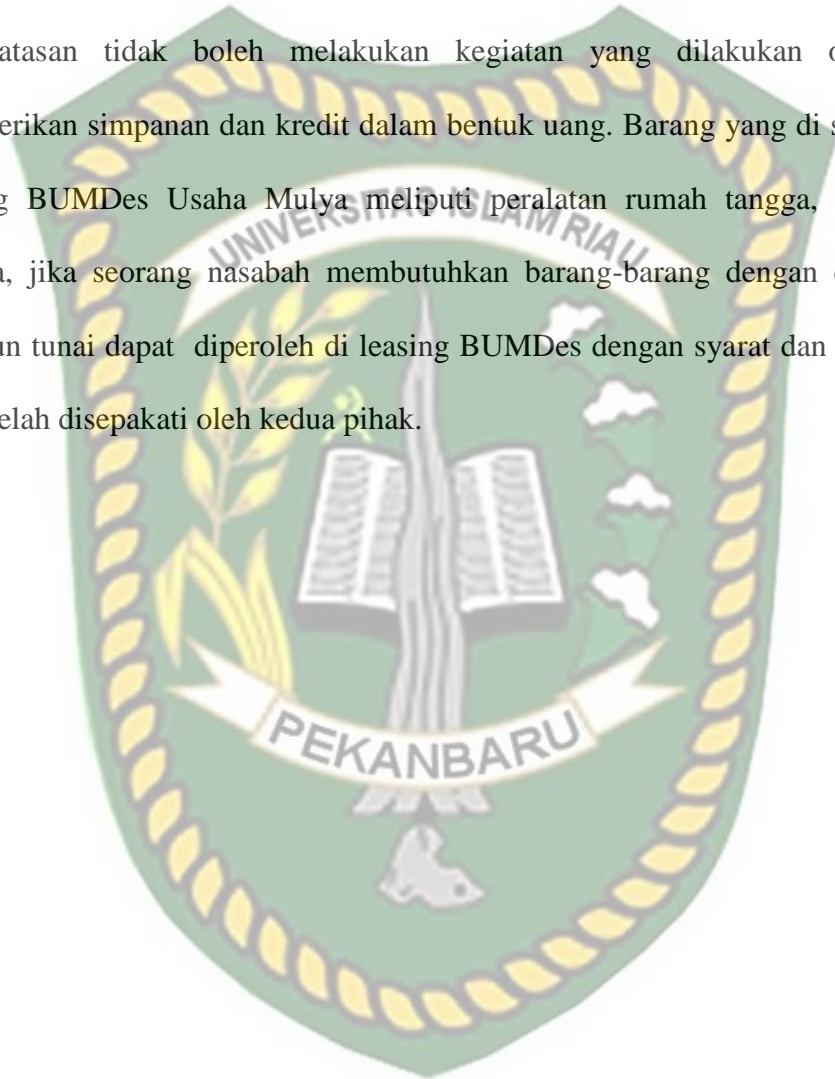 atasan tidak boleh melakukan kegiatan yang dilakukan o
erikan simpanan dan kredit dalam bentuk uang. Barang yang di s
g BUMDes Usaha Mulya meliputi peralatan rumah tangga,
UNIVERSITAS ISLAM RIAU
a, jika seorang nasabah membutuhkan barang-barang dengan
un tunai dapat diperoleh di leasing BUMDes dengan syarat dan
elah disepakati oleh kedua pihak.
PEKANBARU